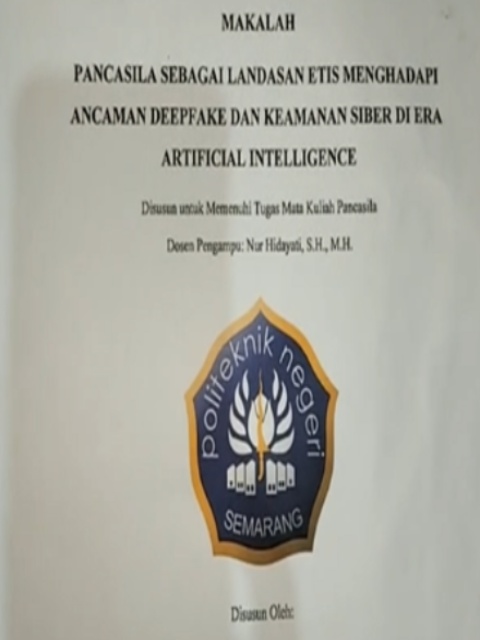 MAKALAH
PANCASILA SEBAGAI LANDASAN ETIS MENGHADAPI
ANCAMAN DEEPFAKE DAN KEAMANAN SIBER DI ERA
ARTIFICIAL INTELLIGENCE
Disusun untuk Memenuhi Tugas Mata Kuliah Pancasila
Dosen Pengampu: Nur Hidayati, S.H., M.H.
politeknik negeri
SEMARANG
Disusun Oleh: